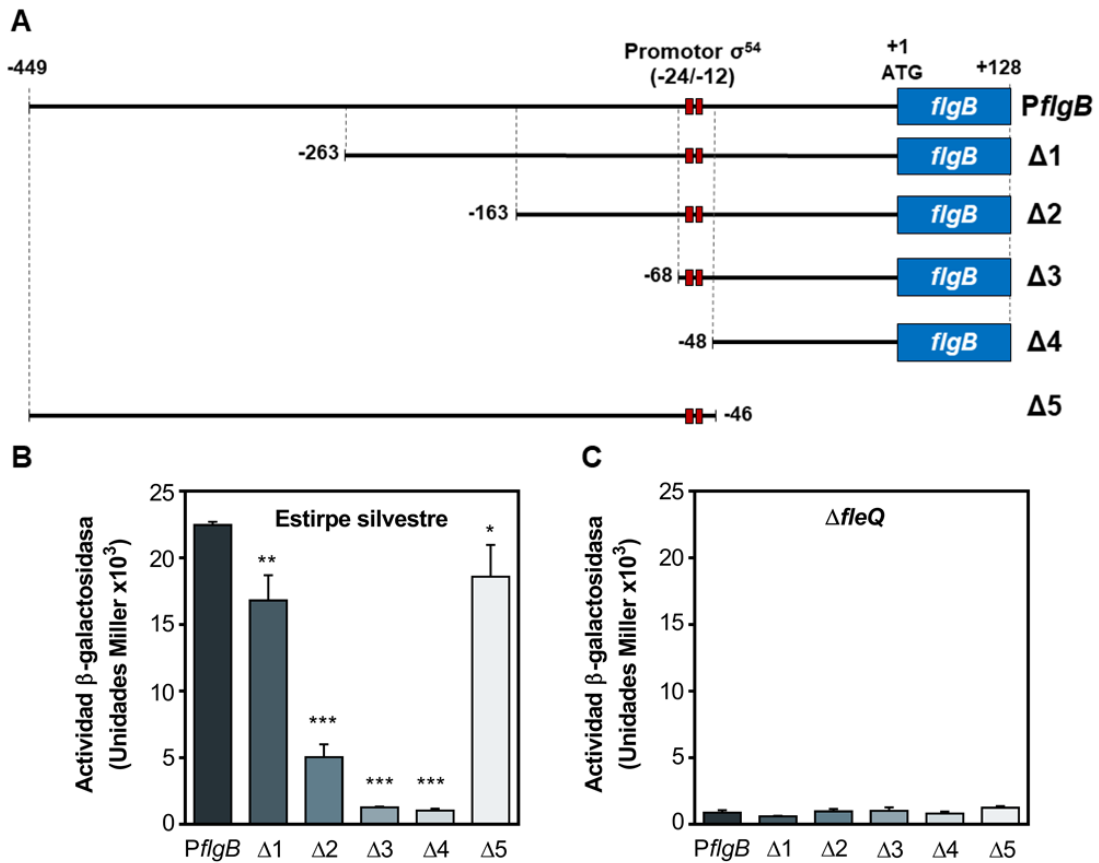 A
Promotor σ⁵⁴
(-24/-12)
+1
ATG
-449
+128
flgB
PflgB
-263
flgB
Δ1
-163
flgB
Δ2
-68
flgB
Δ3
-48
flgB
Δ4
-46
Δ5
B
Actividad β-galactosidasa
(Unidades Miller x10³)
25
20
15
10
5
0
Estirpe silvestre
**
***
***
***
*
PflgB Δ1 Δ2 Δ3 Δ4 Δ5
C
Actividad β-galactosidasa
(Unidades Miller x10³)
25
20
15
10
5
0
ΔfleQ
PflgB Δ1 Δ2 Δ3 Δ4 Δ5